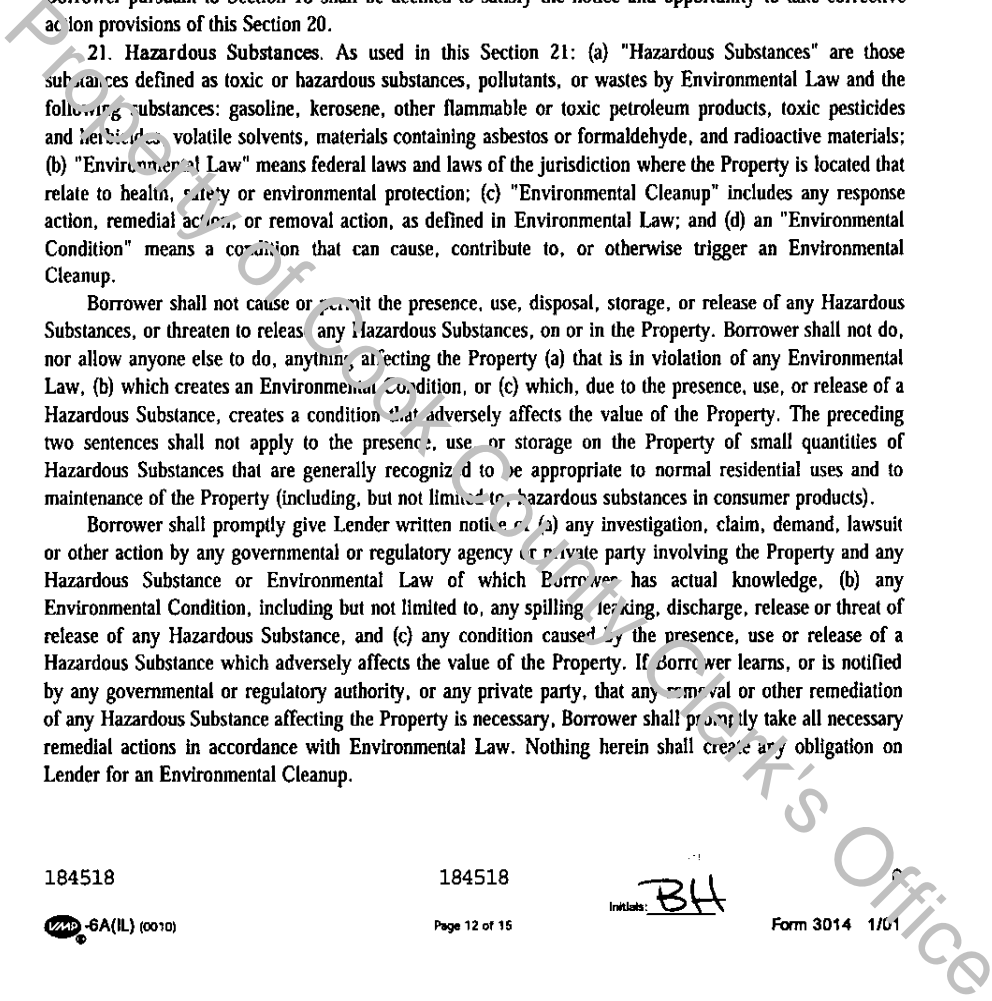 Borrower pursuant to Section 18 shall be deemed to satisfy the notice and opportunity to take corrective
action provisions of this Section 20.
21. Hazardous Substances. As used in this Section 21: (a) "Hazardous Substances" are those
substances defined as toxic or hazardous substances, pollutants, or wastes by Environmental Law and the
following substances: gasoline, kerosene, other flammable or toxic petroleum products, toxic pesticides
and herbicides, volatile solvents, materials containing asbestos or formaldehyde, and radioactive materials;
(b) "Environmental Law" means federal laws and laws of the jurisdiction where the Property is located that
relate to health, safety or environmental protection; (c) "Environmental Cleanup" includes any response
action, remedial action, or removal action, as defined in Environmental Law; and (d) an "Environmental
Condition" means a condition that can cause, contribute to, or otherwise trigger an Environmental
Cleanup.
Borrower shall not cause or permit the presence, use, disposal, storage, or release of any Hazardous
Substances, or threaten to release any Hazardous Substances, on or in the Property. Borrower shall not do,
nor allow anyone else to do, anything affecting the Property (a) that is in violation of any Environmental
Law, (b) which creates an Environmental Condition, or (c) which, due to the presence, use, or release of a
Hazardous Substance, creates a condition that adversely affects the value of the Property. The preceding
two sentences shall not apply to the presence, use, or storage on the Property of small quantities of
Hazardous Substances that are generally recognized to be appropriate to normal residential uses and to
maintenance of the Property (including, but not limited to, hazardous substances in consumer products).
Borrower shall promptly give Lender written notice of (a) any investigation, claim, demand, lawsuit
or other action by any governmental or regulatory agency or private party involving the Property and any
Hazardous Substance or Environmental Law of which Borrower has actual knowledge, (b) any
Environmental Condition, including but not limited to, any spilling, leaking, discharge, release or threat of
release of any Hazardous Substance, and (c) any condition caused by the presence, use or release of a
Hazardous Substance which adversely affects the value of the Property. If Borrower learns, or is notified
by any governmental or regulatory authority, or any private party, that any removal or other remediation
of any Hazardous Substance affecting the Property is necessary, Borrower shall promptly take all necessary
remedial actions in accordance with Environmental Law. Nothing herein shall create any obligation on
Lender for an Environmental Cleanup.
184518 184518
Initials: BH
VMP -6A(IL) (0010) Page 12 of 15 Form 3014 1/01
Property of Cook County Clerk's Office